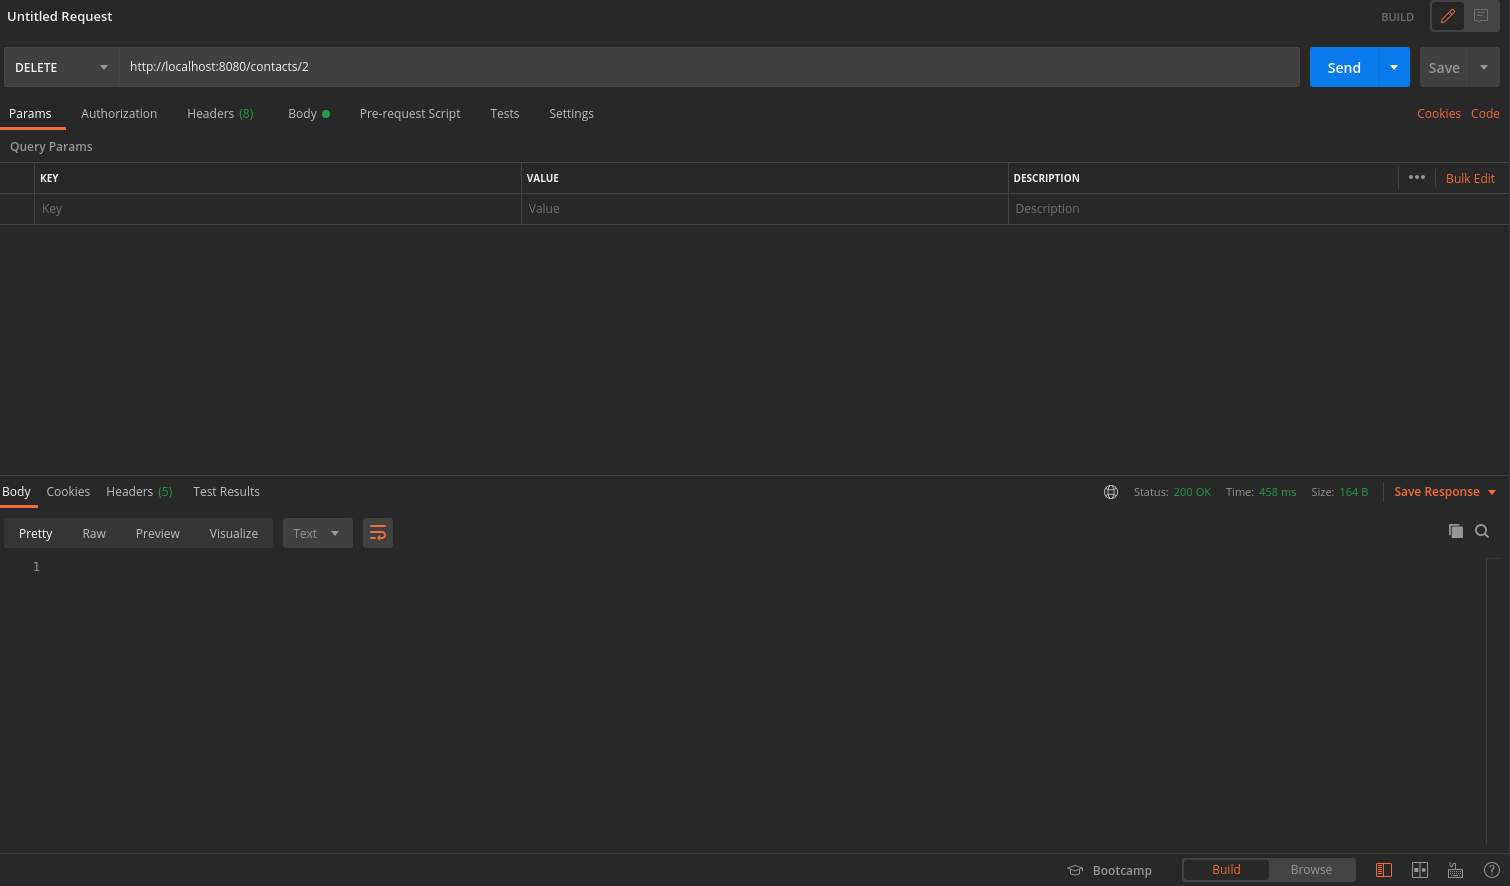 Untitled Request
BUILD
DELETE
http://localhost:8080/contacts/2
Send
Save
Params Authorization Headers (8) Body Pre-request Script Tests Settings
Cookies Code
Query Params
KEY VALUE DESCRIPTION
Bulk Edit
Key Value Description
Body Cookies Headers (5) Test Results
Status: 200 OK Time: 458 ms Size: 164 B
Save Response
Pretty Raw Preview Visualize
Text
1
Bootcamp
Build Browse